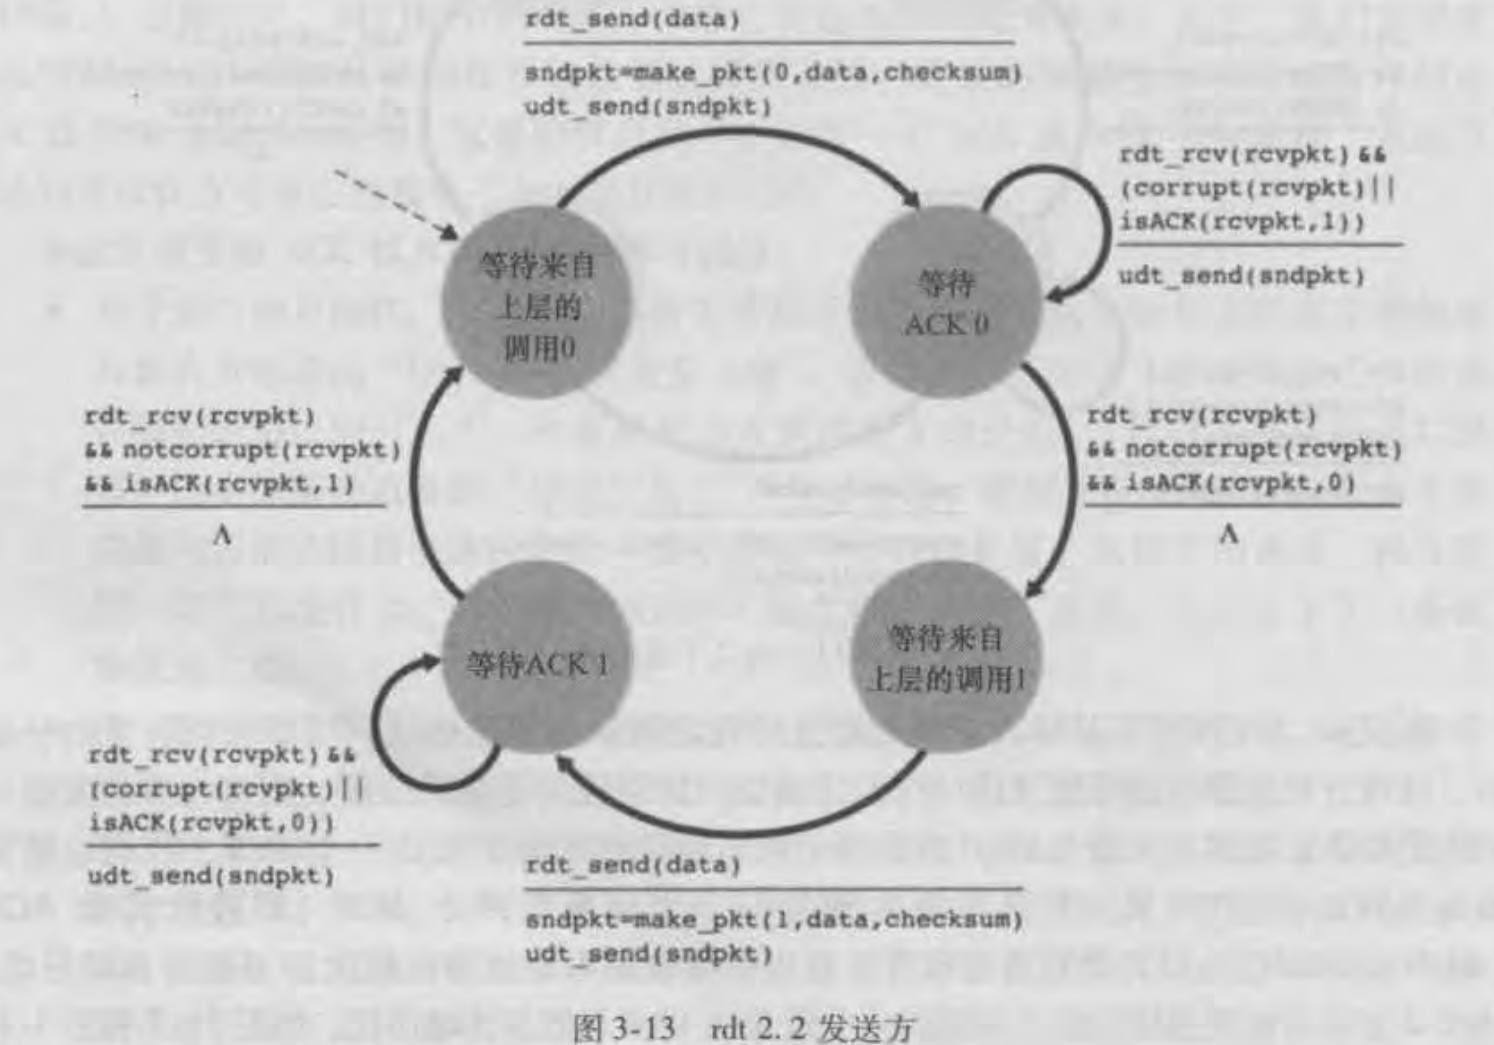 rdt_send(data)
sndpkt=make_pkt(0,data,checksum)
udt_send(sndpkt)
rdt_rcv(rcvpkt) &&
(corrupt(rcvpkt)||
isACK(rcvpkt,1))
udt_send(sndpkt)
等待来自
上层的
调用0
等待
ACK 0
rdt_rcv(rcvpkt)
&& notcorrupt(rcvpkt)
&& isACK(rcvpkt,1)
Λ
rdt_rcv(rcvpkt)
&& notcorrupt(rcvpkt)
&& isACK(rcvpkt,0)
Λ
等待ACK 1
等待来自
上层的调用1
rdt_rcv(rcvpkt) &&
(corrupt(rcvpkt)||
isACK(rcvpkt,0))
udt_send(sndpkt)
rdt_send(data)
sndpkt=make_pkt(1,data,checksum)
udt_send(sndpkt)
图 3-13 rdt 2. 2 发送方